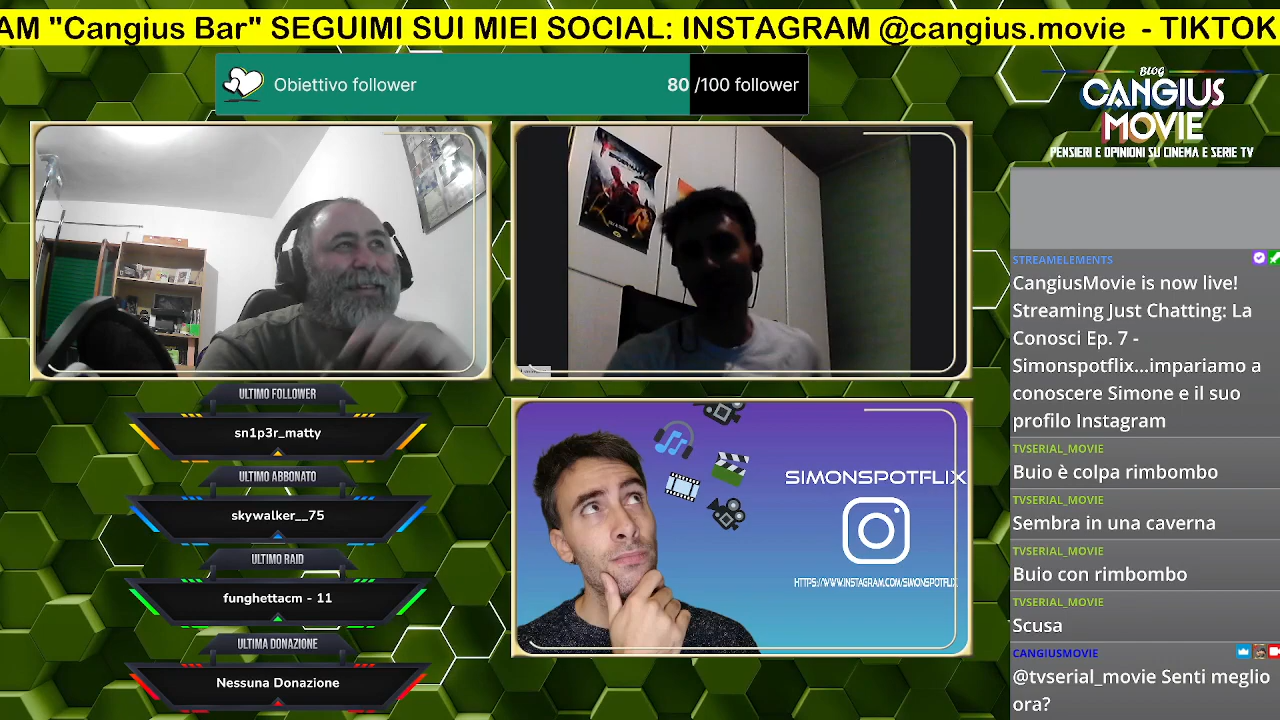 AM "Cangius Bar" SEGUIMI SUI MIEI SOCIAL: INSTAGRAM @cangius.movie - TIKTOK
Obiettivo follower
80 /100 follower
BLOG
CANGIUS
MOVIE
PENSIERI E OPINIONI SU CINEMA E SERIE TV
ULTIMO FOLLOWER
sn1p3r_matty
ULTIMO ABBONATO
skywalker__75
ULTIMO RAID
funghettacm - 11
ULTIMA DONAZIONE
Nessuna Donazione
SIMONSPOTFLIX
HTTPS://WWW.INSTAGRAM.COM/SIMONSPOTFLIX
STREAMELEMENTS
CangiusMovie is now live!
Streaming Just Chatting: La
Conosci Ep. 7 -
Simonspotflix...impariamo a
conoscere Simone e il suo
profilo Instagram
TVSERIAL_MOVIE
Buio è colpa rimbombo
TVSERIAL_MOVIE
Sembra in una caverna
TVSERIAL_MOVIE
Buio con rimbombo
TVSERIAL_MOVIE
Scusa
CANGIUSMOVIE
@tvserial_movie Senti meglio
ora?